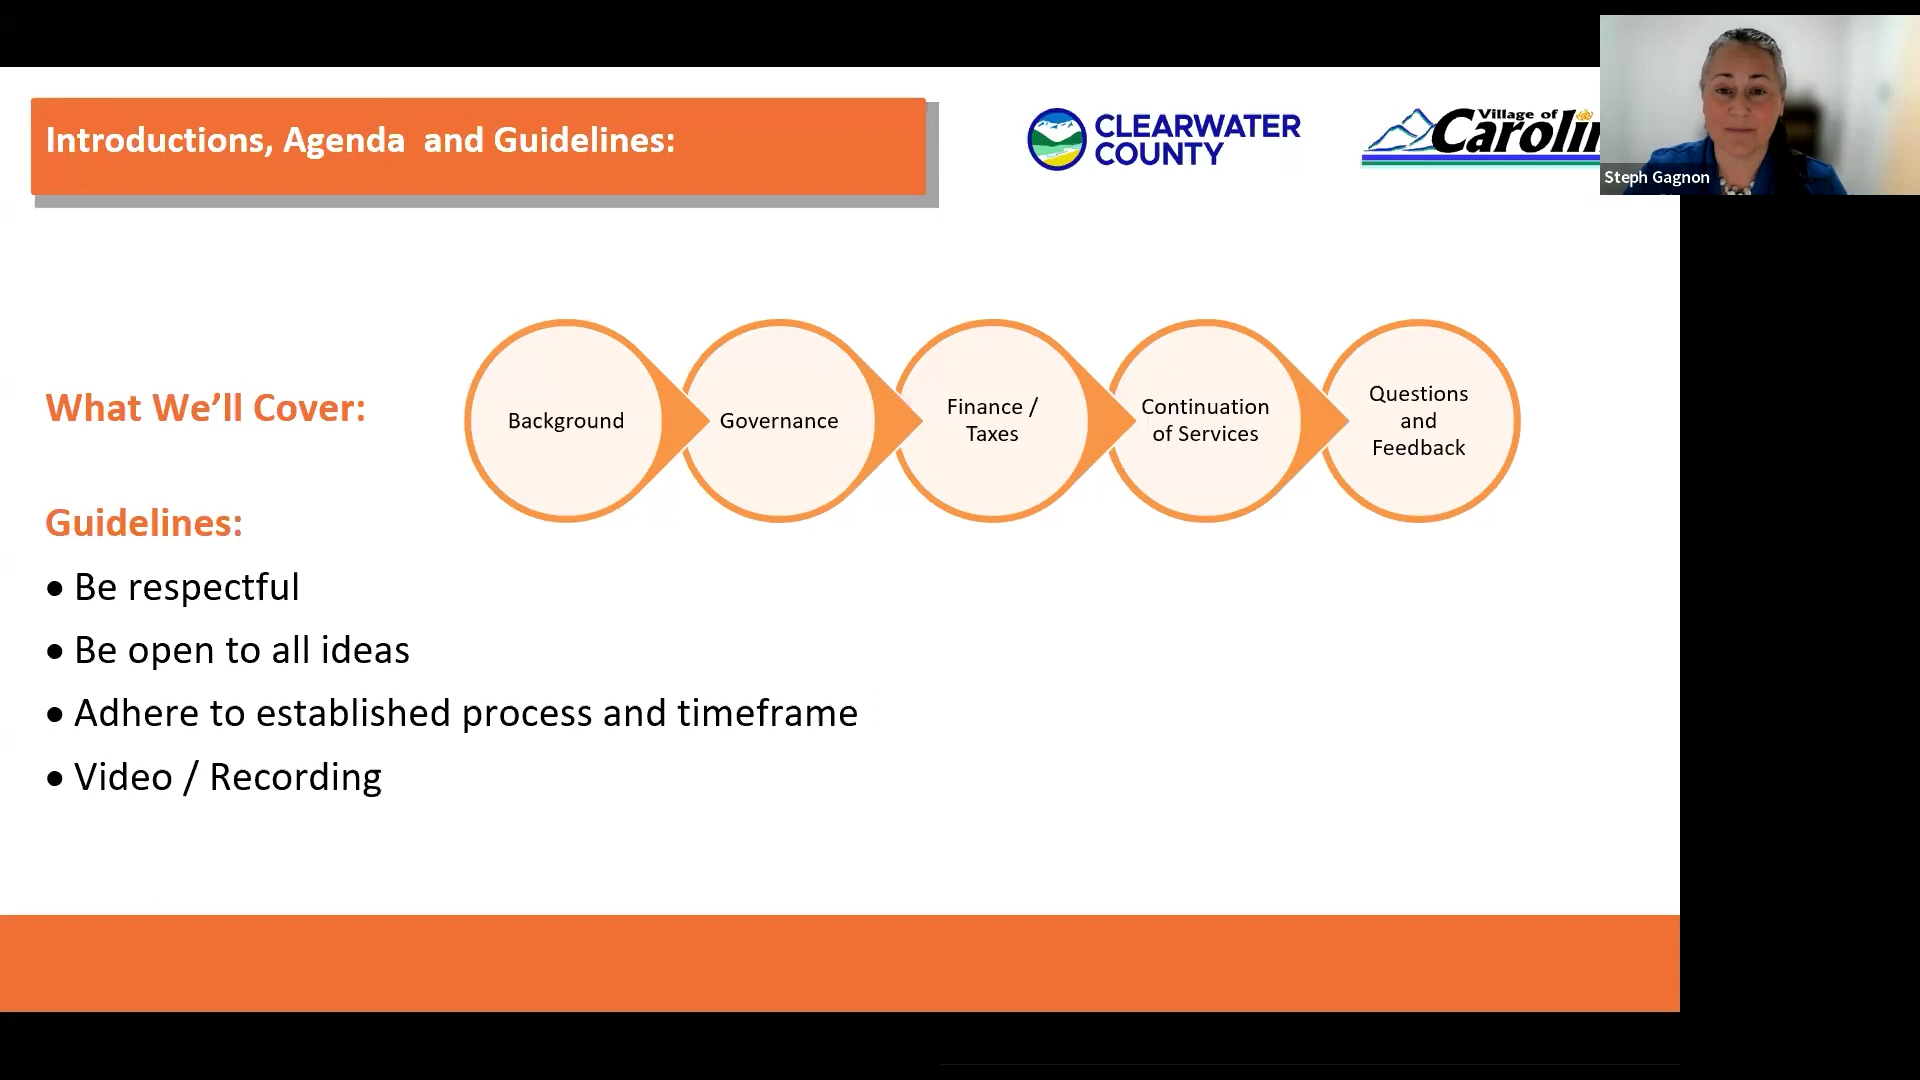 Introductions, Agenda  and Guidelines:
CLEARWATER
COUNTY
Village of
Steph Gagnon
What We’ll Cover:
Background
Governance
Finance /
Taxes
Continuation
of Services
Questions
and
Feedback
Guidelines:
• Be respectful
• Be open to all ideas
• Adhere to established process and timeframe
• Video / Recording